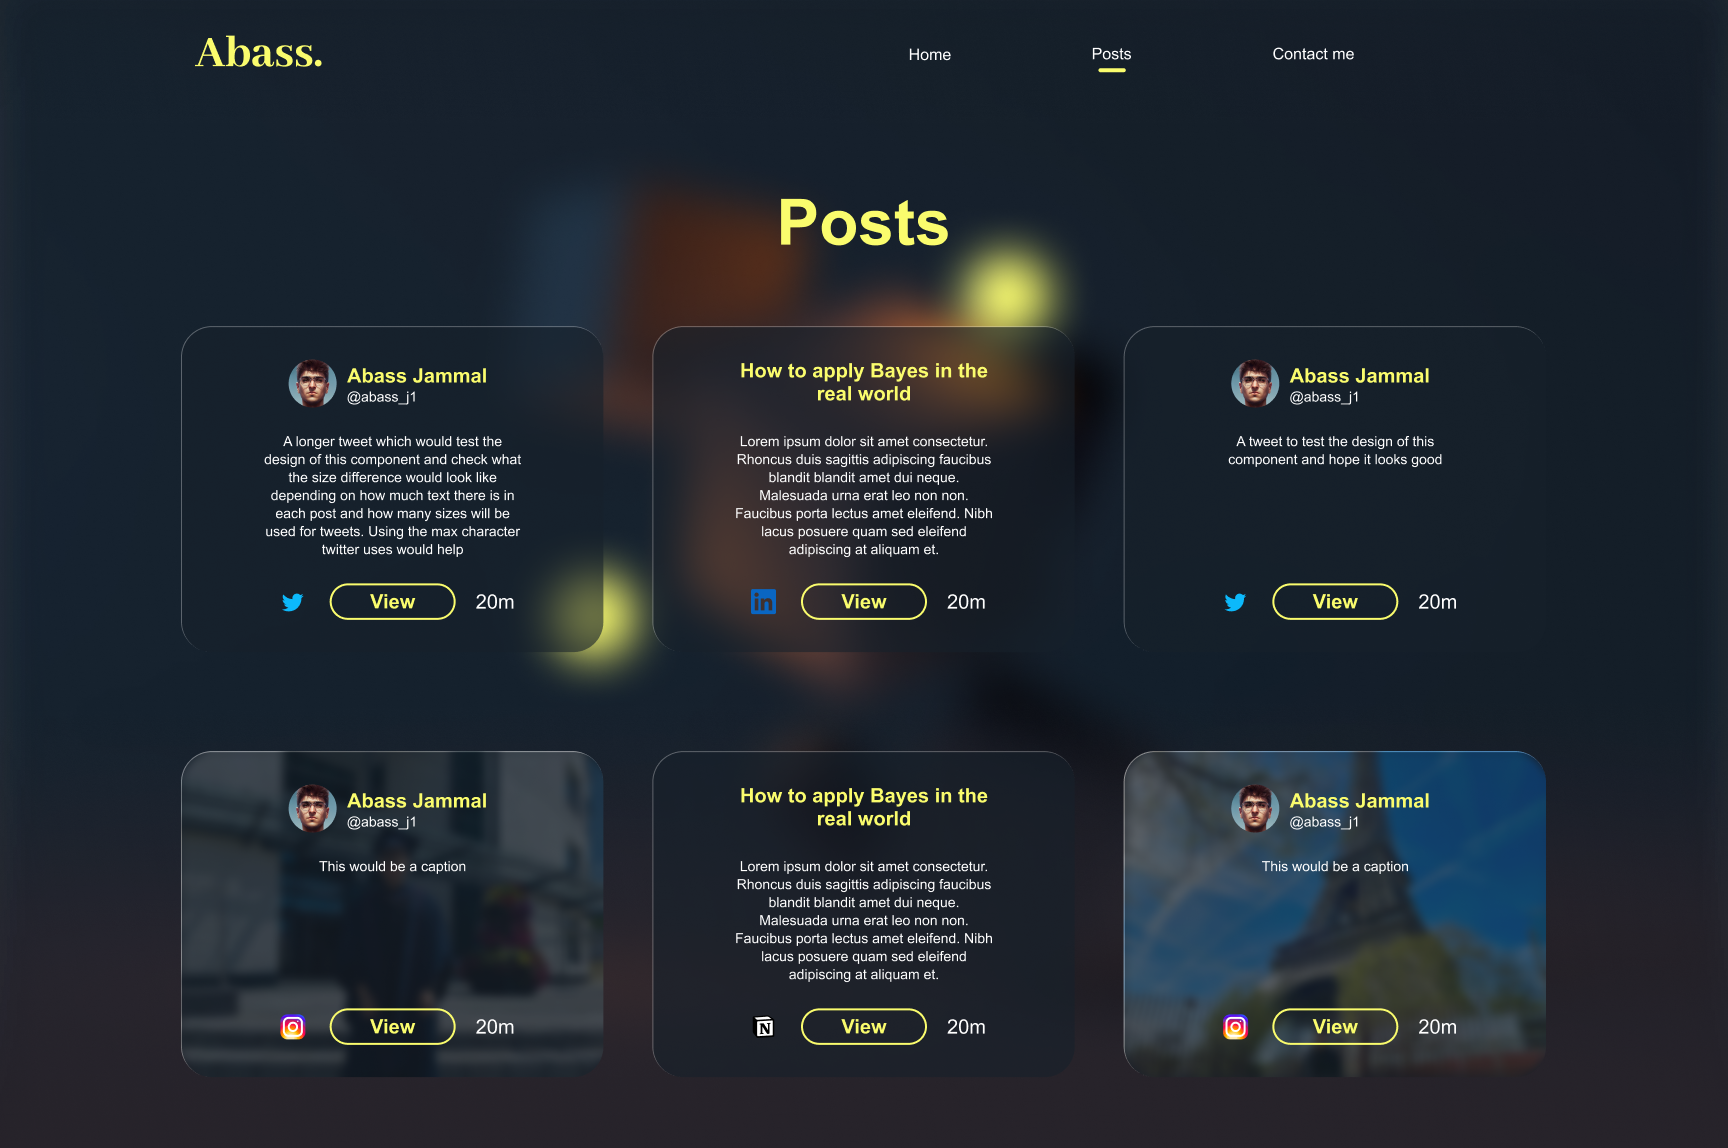 Abass.
Home
Posts
Contact me
Posts
Abass Jammal
@abass_j1
A longer tweet which would test the
design of this component and check what
the size difference would look like
depending on how much text there is in
each post and how many sizes will be
used for tweets. Using the max character
twitter uses would help
View
20m
How to apply Bayes in the
real world
Lorem ipsum dolor sit amet consectetur.
Rhoncus duis sagittis adipiscing faucibus
blandit blandit amet dui neque.
Malesuada urna erat leo non non.
Faucibus porta lectus amet eleifend. Nibh
lacus posuere quam sed eleifend
adipiscing at aliquam et.
in
View
20m
Abass Jammal
@abass_j1
A tweet to test the design of this
component and hope it looks good
View
20m
Abass Jammal
@abass_j1
This would be a caption
View
20m
How to apply Bayes in the
real world
Lorem ipsum dolor sit amet consectetur.
Rhoncus duis sagittis adipiscing faucibus
blandit blandit amet dui neque.
Malesuada urna erat leo non non.
Faucibus porta lectus amet eleifend. Nibh
lacus posuere quam sed eleifend
adipiscing at aliquam et.
N
View
20m
Abass Jammal
@abass_j1
This would be a caption
View
20m